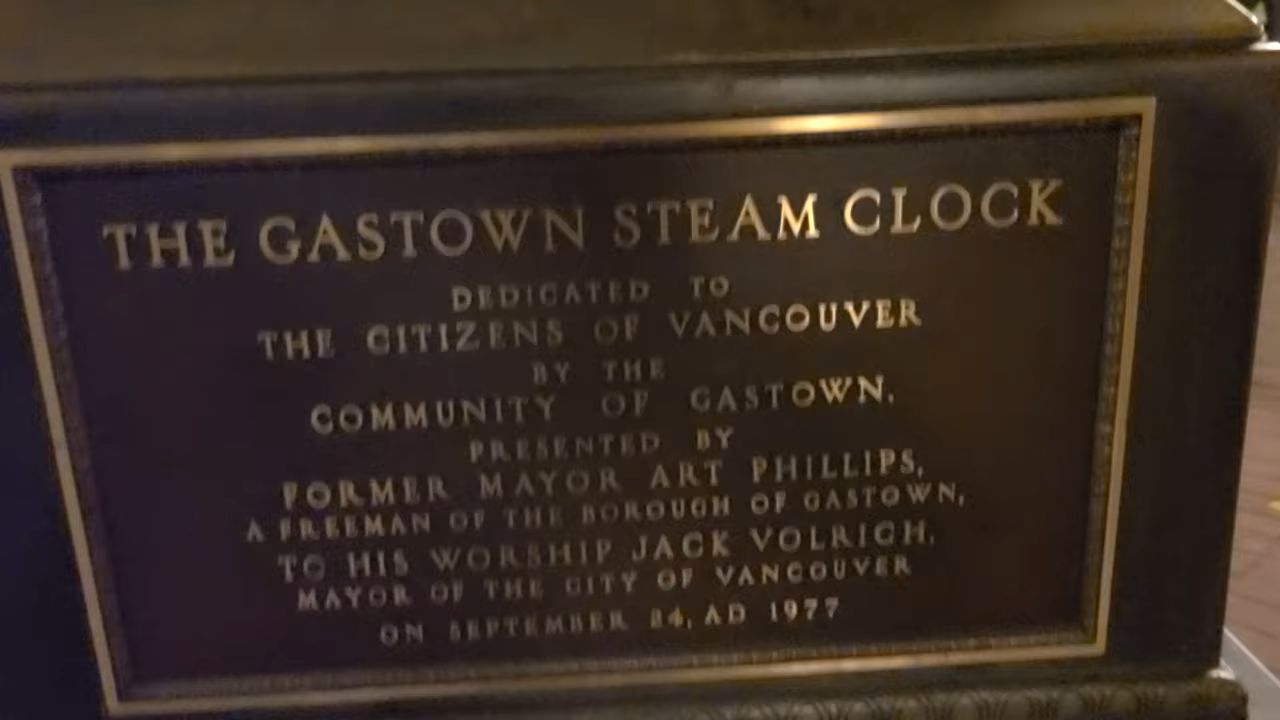 THE GASTOWN STEAM CLOCK
DEDICATED TO
THE CITIZENS OF VANCOUVER
BY THE
COMMUNITY OF GASTOWN.
PRESENTED BY
FORMER MAYOR ART PHILLIPS,
A FREEMAN OF THE BOROUGH OF GASTOWN,
TO HIS WORSHIP JACK VOLRICH,
MAYOR OF THE CITY OF VANCOUVER
ON SEPTEMBER 24, AD 1977